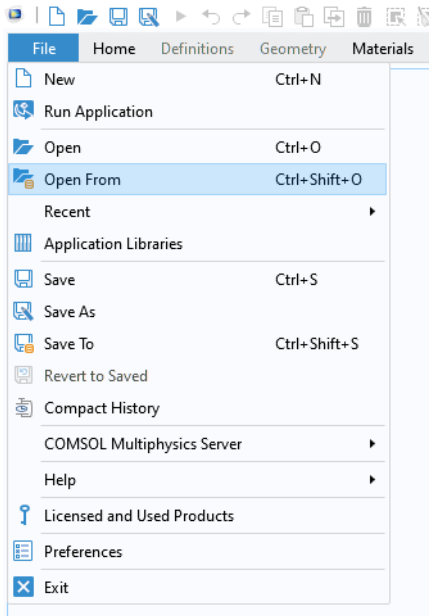 File Home Definitions Geometry Materials
New Ctrl+N
Run Application
Open Ctrl+O
Open From Ctrl+Shift+O
Recent
Application Libraries
Save Ctrl+S
Save As
Save To Ctrl+Shift+S
Revert to Saved
Compact History
COMSOL Multiphysics Server
Help
Licensed and Used Products
Preferences
Exit